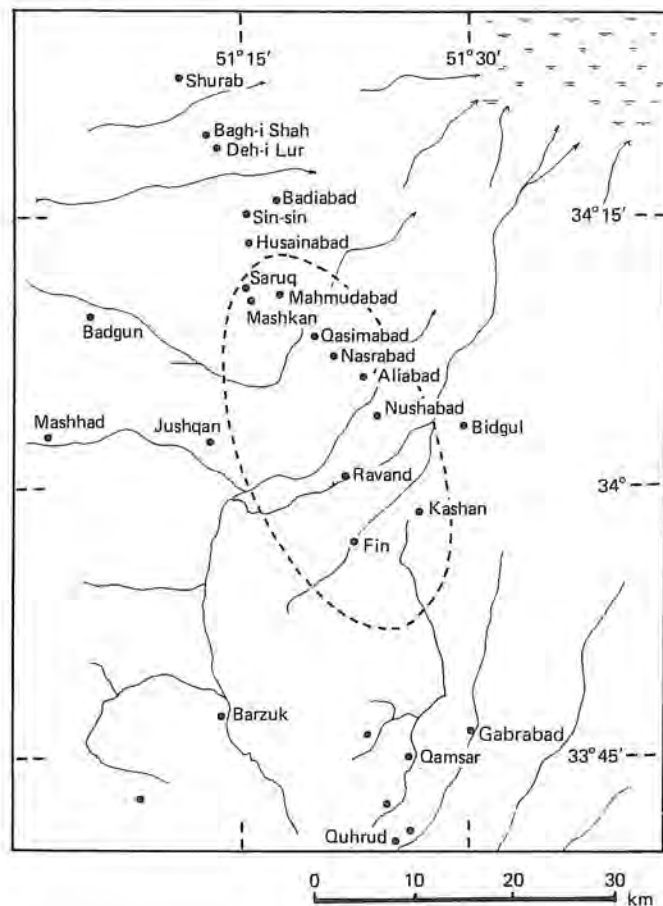 51°15′ 51°30′
Shurab
Bagh-i Shah
Deh-i Lur
Badiabad
Sin-sin 34°15′
Husainabad
Saruq
Mahmudabad
Mashkan
Badgun
Qasimabad
Nasrabad
Aliabad
Nushabad
Mashhad Jushqan Bidgul
Ravand 34°
Kashan
Fin
Barzuk
Gabrabad
Qamsar 33°45′
Quhrud
0 10 20 30
km